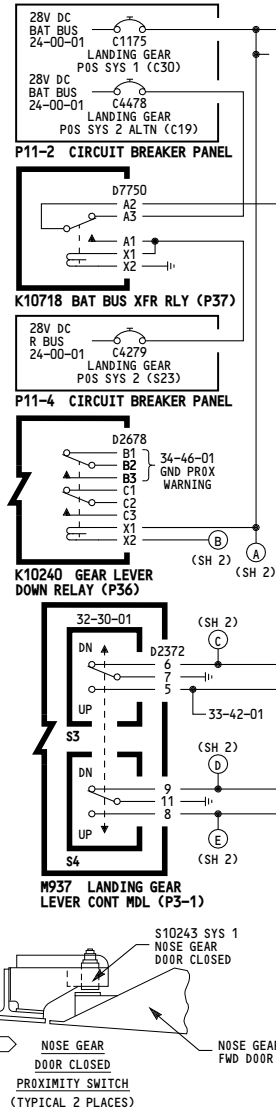 28V DC
BAT BUS
24-00-01
C1175
LANDING GEAR
POS SYS 1 (C30)
28V DC
BAT BUS
24-00-01
C4478
LANDING GEAR
POS SYS 2 ALTN (C19)
P11-2 CIRCUIT BREAKER PANEL
D7750
A2
A3
A1
X1
X2
K10718 BAT BUS XFR RLY (P37)
28V DC
R BUS
24-00-01
C4279
LANDING GEAR
POS SYS 2 (S23)
P11-4 CIRCUIT BREAKER PANEL
D2678
B1
B2
B3
34-46-01
GND PROX
WARNING
C1
C2
C3
X1
X2
B
(SH 2)
A
(SH 2)
K10240 GEAR LEVER
DOWN RELAY (P36)
32-30-01
(SH 2)
C
DN
D2372
6
7
5
UP
S3
33-42-01
(SH 2)
D
DN
9
11
8
UP
S4
E
(SH 2)
M937 LANDING GEAR
LEVER CONT MDL (P3-1)
S10243 SYS 1
NOSE GEAR
DOOR CLOSED
NOSE GEAR
DOOR CLOSED
PROXIMITY SWITCH
(TYPICAL 2 PLACES)
NOSE GEAR
FWD DOOR